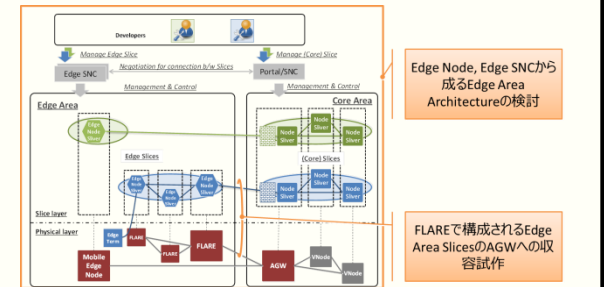 Developers
Manage Edge Slice
Manage (Core) Slice
Edge SNC
Negotiation for connection b/w Slices
Portal/SNC
Management & Control
Management & Control
Edge Area
Core Area
Edge
Node
Sliver
Node
Sliver
Node
Sliver
Node
Sliver
Edge Slices
(Core) Slices
Edge
Node
Sliver
Edge
Node
Sliver
Edge
Node
Sliver
Node
Sliver
Node
Sliver
Node
Sliver
Slice layer
Physical layer
Edge
FLARE
FLARE
FLARE
Mobile
Edge
Node
AGW
VNode
VNode
Edge Node, Edge SNCから
成るEdge Area
Architectureの検討
FLAREで構成されるEdge
Area SlicesのAGWへの収
容試作